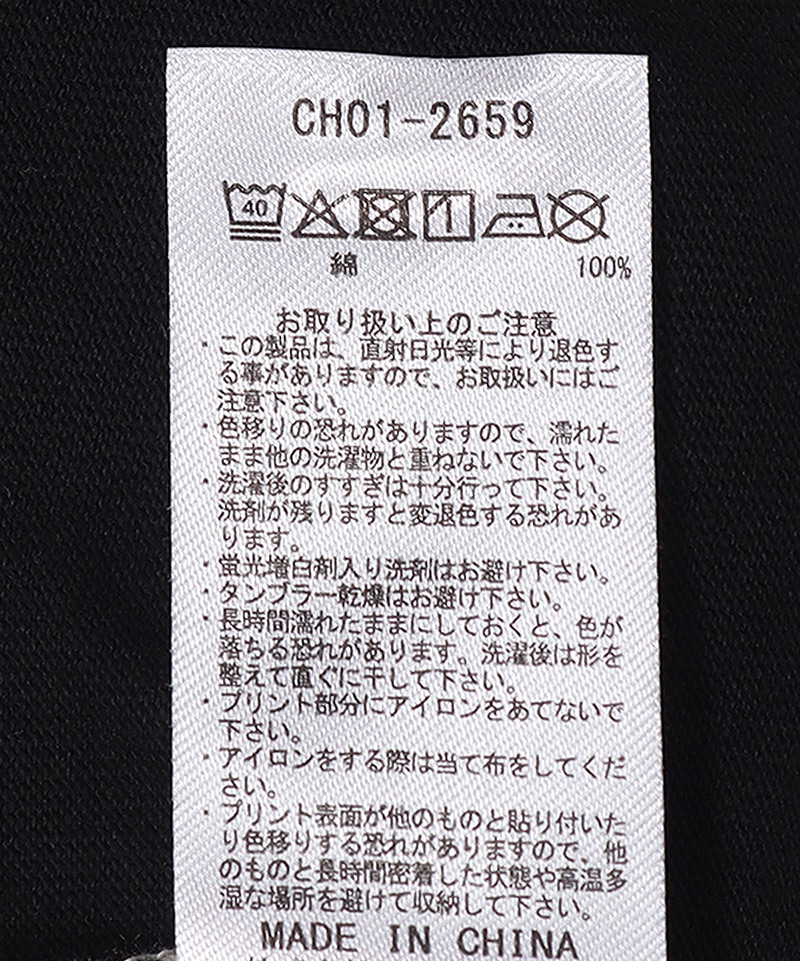 CH01-2659
40
綿 100%
お取り扱い上のご注意
・この製品は、直射日光等により退色す
る事がありますので、お取扱いにはご
注意下さい。
・色移りの恐れがありますので、濡れた
まま他の洗濯物と重ねないで下さい。
・洗濯後のすすぎは十分行って下さい。
洗剤が残りますと変退色する恐れがあ
ります。
・蛍光増白剤入り洗剤はお避け下さい。
・タンブラー乾燥はお避け下さい。
・長時間濡れたままにしておくと、色が
落ちる恐れがあります。洗濯後は形を
整えて直ぐに干して下さい。
・プリント部分にアイロンをあてないで
下さい。
・アイロンをする際は当て布をしてくだ
さい。
・プリント表面が他のものと貼り付いた
り色移りする恐れがありますので、他
のものと長時間密着した状態や高温多
湿な場所を避けて収納して下さい。
MADE IN CHINA